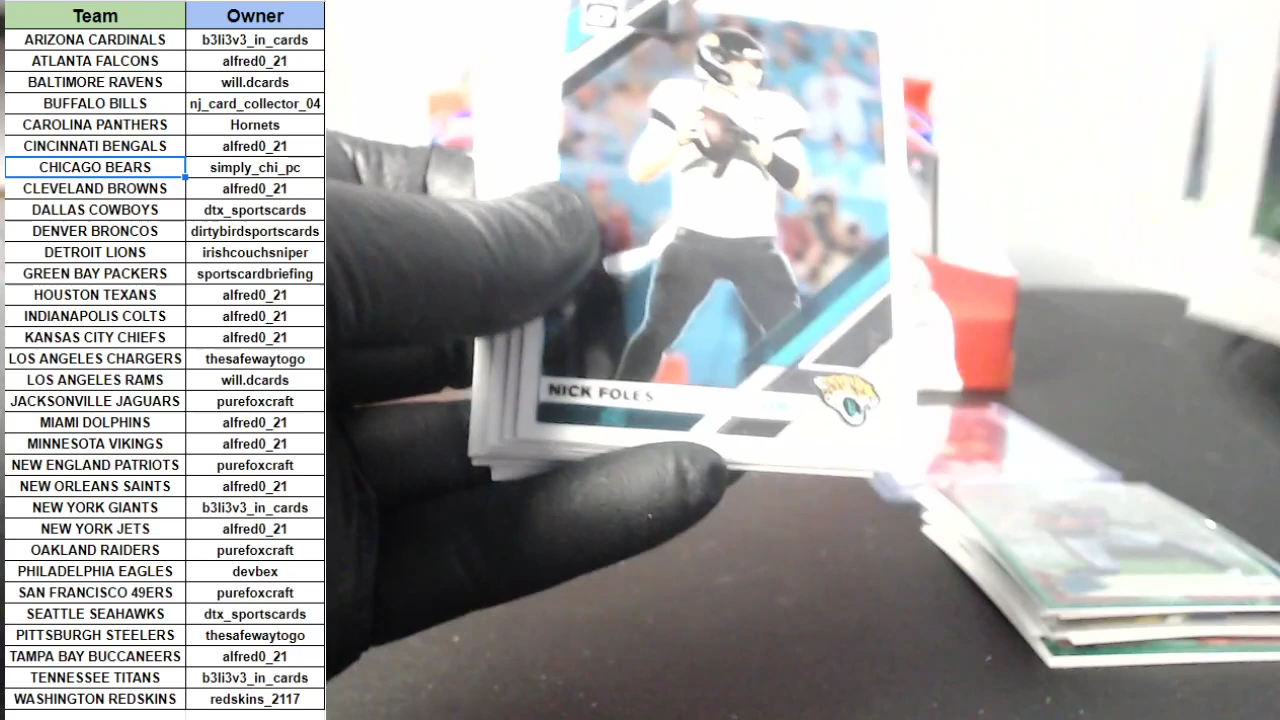 Team Owner
ARIZONA CARDINALS b3li3v3_in_cards
ATLANTA FALCONS alfred0_21
BALTIMORE RAVENS will.dcards
BUFFALO BILLS nj_card_collector_04
CAROLINA PANTHERS Hornets
CINCINNATI BENGALS alfred0_21
CHICAGO BEARS simply_chi_pc
CLEVELAND BROWNS alfred0_21
DALLAS COWBOYS dtx_sportscards
DENVER BRONCOS dirtybirdsportscards
DETROIT LIONS irishcouchsniper
GREEN BAY PACKERS sportscardbriefing
HOUSTON TEXANS alfred0_21
INDIANAPOLIS COLTS alfred0_21
KANSAS CITY CHIEFS alfred0_21
LOS ANGELES CHARGERS thesafewaytogo
LOS ANGELES RAMS will.dcards
JACKSONVILLE JAGUARS purefoxcraft
MIAMI DOLPHINS alfred0_21
MINNESOTA VIKINGS alfred0_21
NEW ENGLAND PATRIOTS purefoxcraft
NEW ORLEANS SAINTS alfred0_21
NEW YORK GIANTS b3li3v3_in_cards
NEW YORK JETS alfred0_21
OAKLAND RAIDERS purefoxcraft
PHILADELPHIA EAGLES devbex
SAN FRANCISCO 49ERS purefoxcraft
SEATTLE SEAHAWKS dtx_sportscards
PITTSBURGH STEELERS thesafewaytogo
TAMPA BAY BUCCANEERS alfred0_21
TENNESSEE TITANS b3li3v3_in_cards
WASHINGTON REDSKINS redskins_2117
NICK FOLES